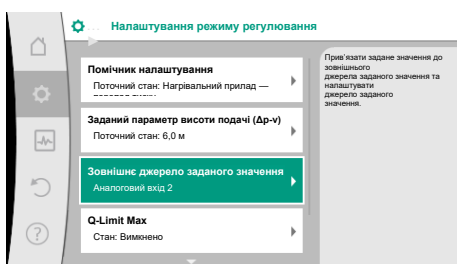 Налаштування режиму регулювання
Помічник налаштування
Поточний стан: Нагрівальний прилад —
Заданий параметр висоти подачі (Δp-v)
Поточний стан: 6,0 м
Зовнішнє джерело заданого значення
Аналоговий вхід 2
Q-Limit Max
Стан: Вимкнено
Прив'язати задане значення до
зовнішнього
джерела заданого значення та
налаштувати
джерело заданого
значення.